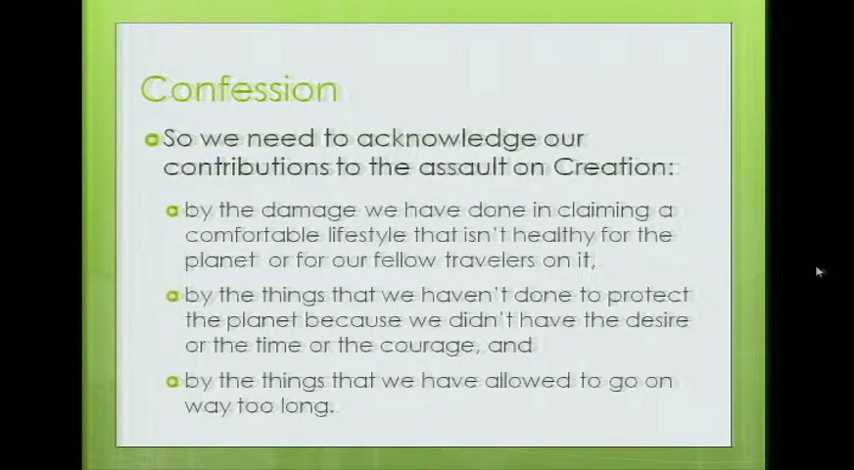 Confession
So we need to acknowledge our
contributions to the assault on Creation:
by the damage we have done in claiming a
comfortable lifestyle that isn't healthy for the
planet or for our fellow travelers on it,
by the things that we haven't done to protect
the planet because we didn't have the desire
or the time or the courage, and
by the things that we have allowed to go on
way too long.